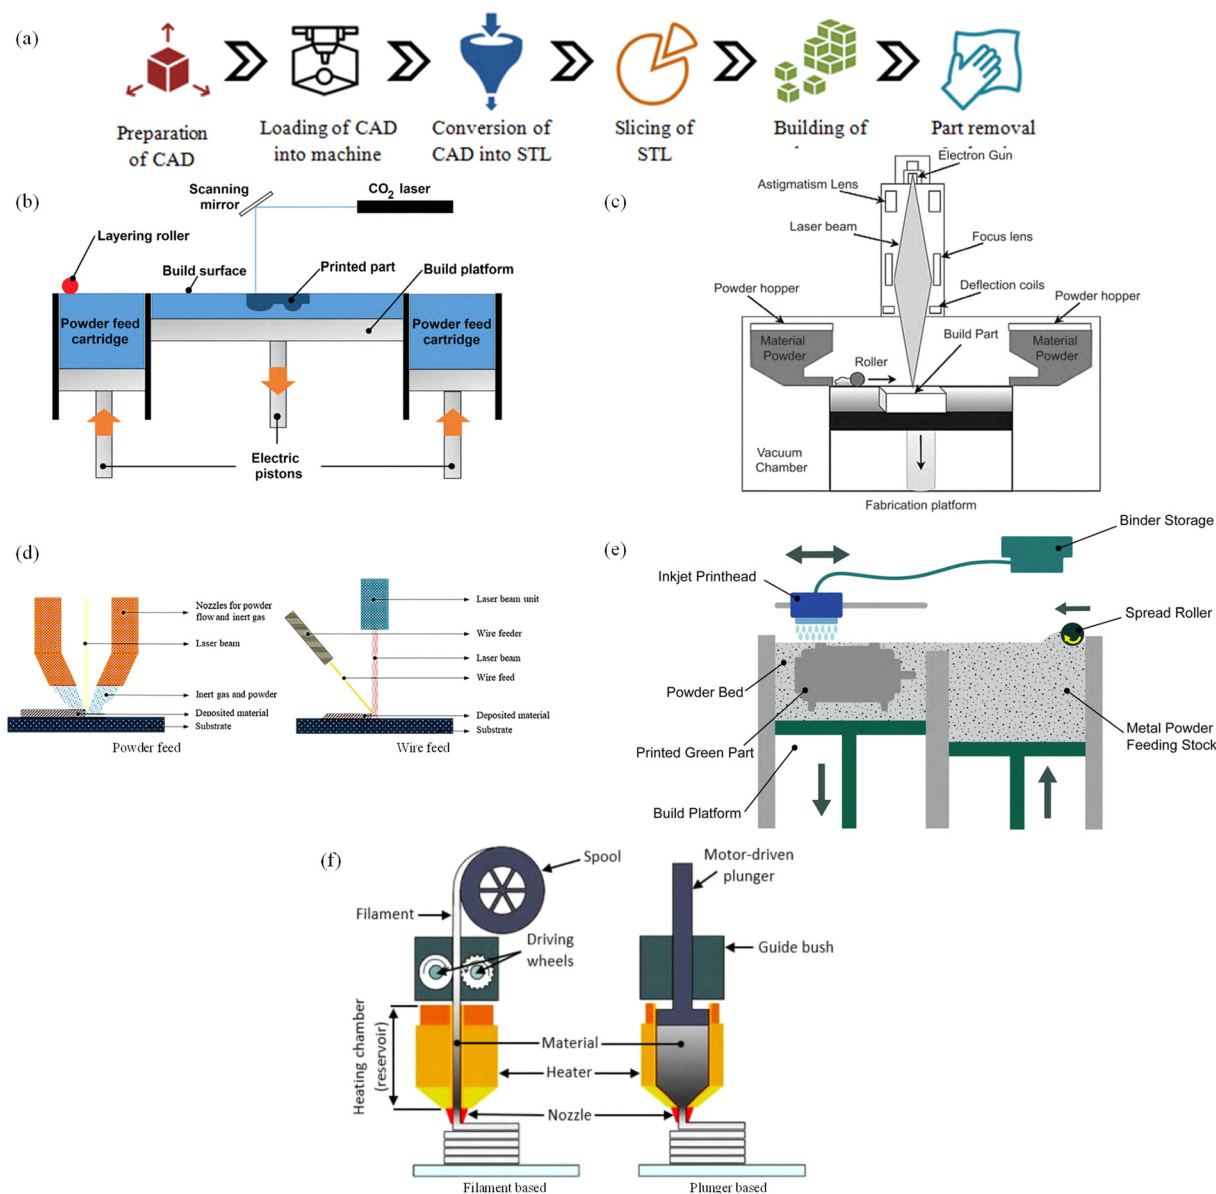 (a)
Preparation
of CAD
Loading of CAD
into machine
Conversion of
CAD into STL
Slicing of
STL
Building of
Part removal
(b)
Scanning
mirror
CO2 laser
Layering roller
Build surface
Printed part
Build platform
Powder feed
cartridge
Powder feed
cartridge
Electric
pistons
(c)
Electron Gun
Astigmatism Lens
Laser beam
Focus lens
Deflection coils
Powder hopper
Powder hopper
Material
Powder
Build Part
Material
Powder
Roller
Vacuum
Chamber
Fabrication platform
(d)
Nozzles for powder
flow and inert gas
Laser beam
Inert gas and powder
Deposited material
Substrate
Powder feed
Laser beam unit
Wire feeder
Laser beam
Wire feed
Deposited material
Substrate
Wire feed
(e)
Binder Storage
Inkjet Printhead
Spread Roller
Powder Bed
Printed Green Part
Metal Powder
Feeding Stock
Build Platform
(f)
Spool
Filament
Driving
wheels
Motor-driven
plunger
Guide bush
Heating chamber
(reservoir)
Material
Heater
Nozzle
Filament based
Plunger based